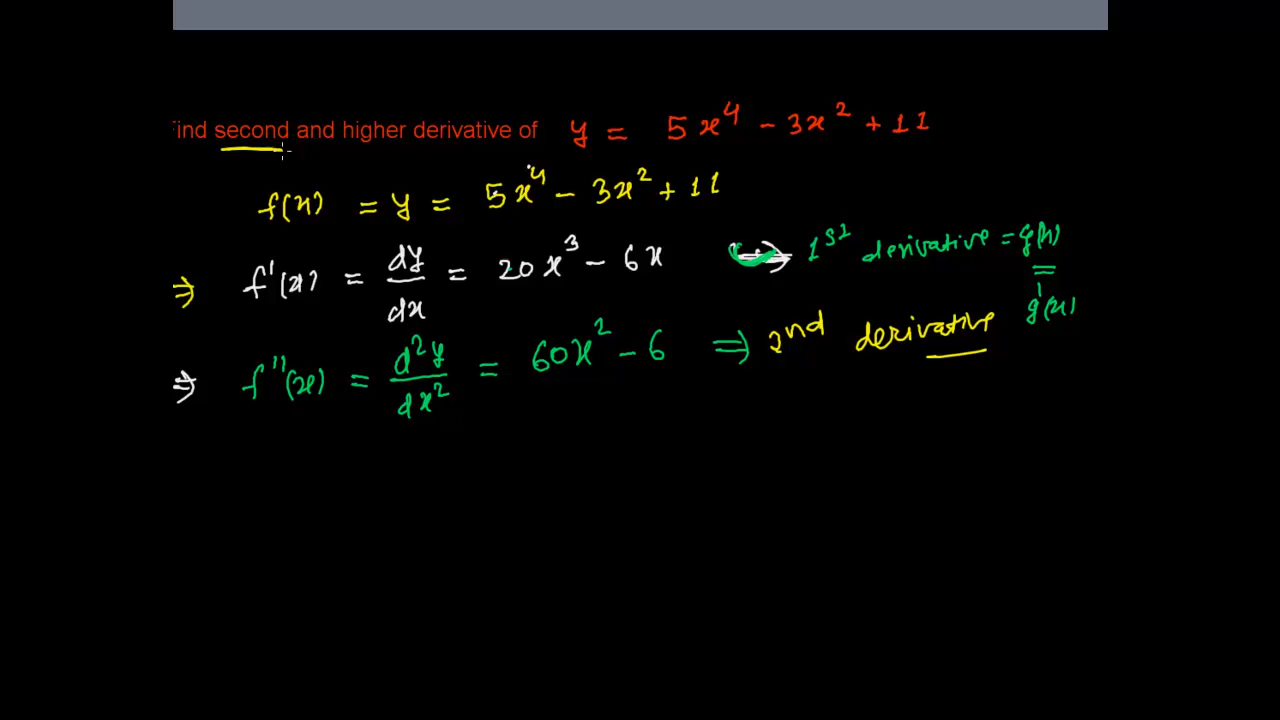 Find second and higher derivative of y = 5x⁴ - 3x² + 11
f(x) = y = 5x⁴ - 3x² + 11
⇒ f'(x) = dy/dx = 20x³ - 6x ⇒ 1st derivative = g(x)
g'(x)
⇒ f''(x) = d²y/dx² = 60x² - 6 ⇒ 2nd derivative